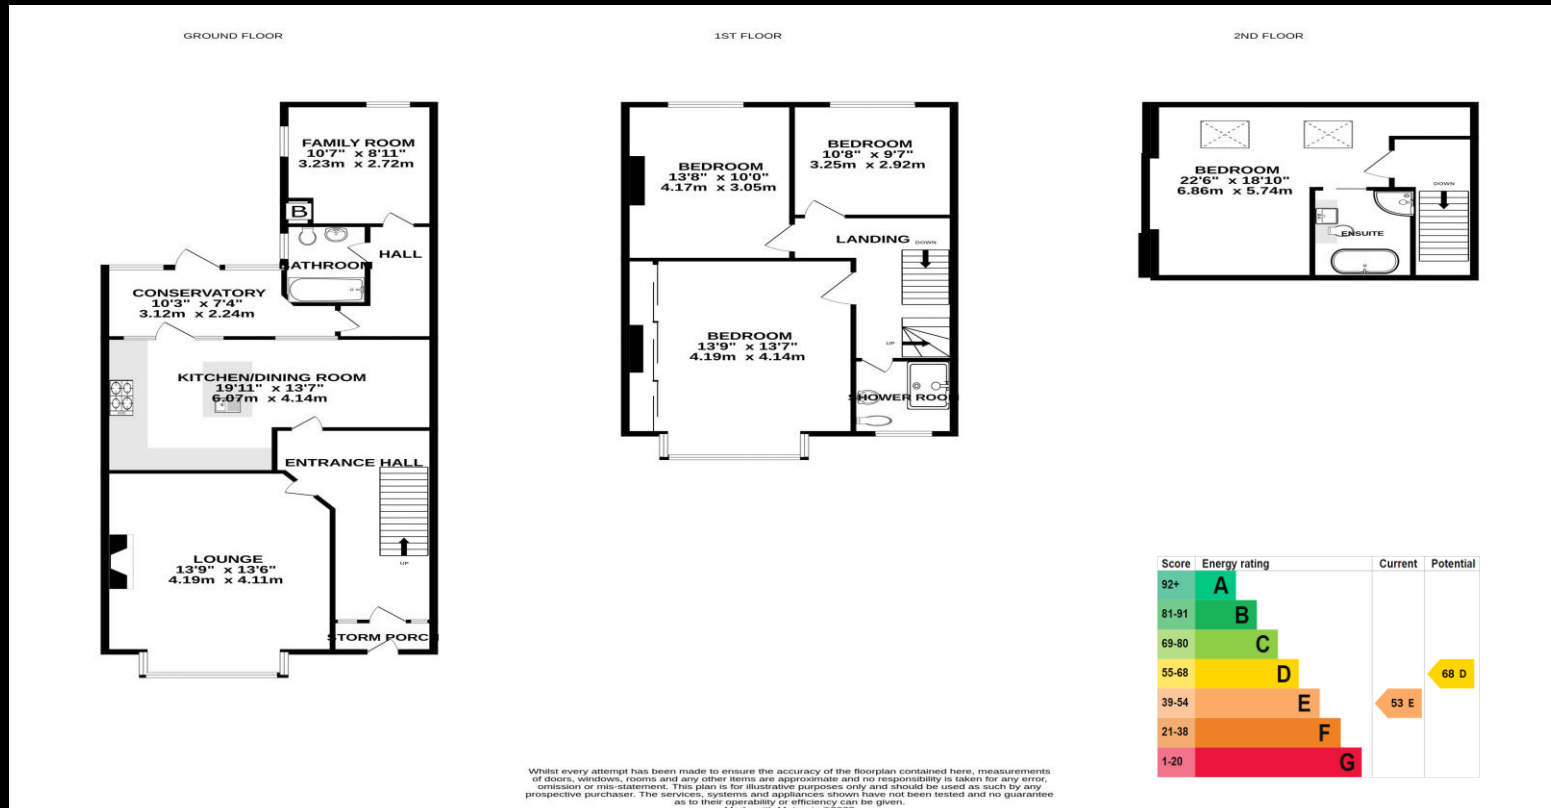 GROUND FLOOR
1ST FLOOR
2ND FLOOR
FAMILY ROOM
10'7" x 8'11"
3.23m x 2.72m
B
BATHROOM
HALL
CONSERVATORY
10'3" x 7'4"
3.12m x 2.24m
KITCHEN/DINING ROOM
19'11" x 13'7"
6.07m x 4.14m
ENTRANCE HALL
LOUNGE
13'9" x 13'6"
4.19m x 4.11m
UP
STORM PORCH
BEDROOM
13'8" x 10'0"
4.17m x 3.05m
BEDROOM
10'8" x 9'7"
3.25m x 2.92m
LANDING
DOWN
BEDROOM
13'9" x 13'7"
4.19m x 4.14m
UP
SHOWER ROOM
BEDROOM
22'6" x 18'10"
6.86m x 5.74m
DOWN
ENSUITE
Score Energy rating Current Potential
92+ A
81-91 B
69-80 C
55-68 D 68 D
39-54 E 53 E
21-38 F
1-20 G
Whilst every attempt has been made to ensure the accuracy of the floorplan contained here, measurements
of doors, windows, rooms and any other items are approximate and no responsibility is taken for any error,
omission or mis-statement. This plan is for illustrative purposes only and should be used as such by any
prospective purchaser. The services, systems and appliances shown have not been tested and no guarantee
as to their operability or efficiency can be given.